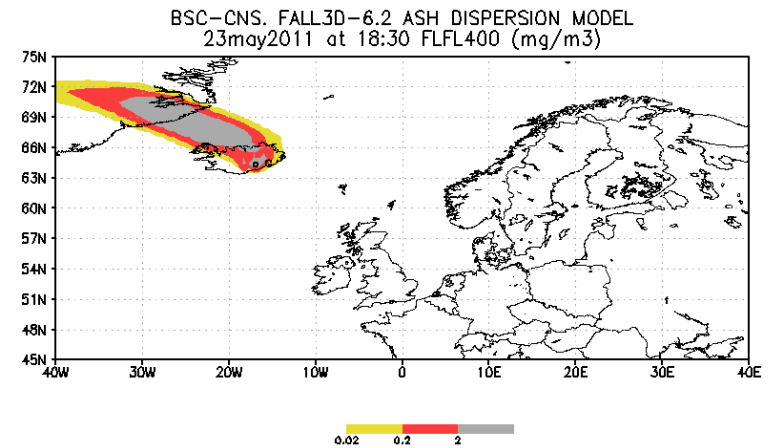 BSC-CNS. FALL3D-6.2 ASH DISPERSION MODEL
23may2011 at 18:30 FLFL400 (mg/m3)
75N
72N
69N
66N
63N
60N
57N
54N
51N
48N
45N
40W 30W 20W 10W 0 10E 20E 30E 40E
0.02 0.2 2